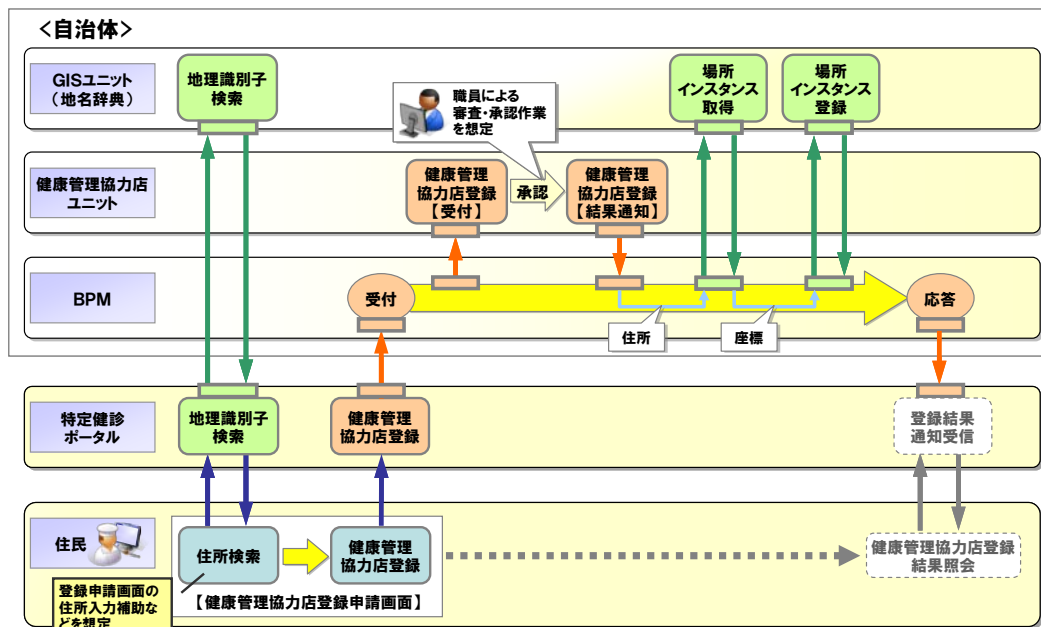 <自治体>
GISユニット
（地名辞典）
地理識別子
検索
職員による
審査・承認作業
を想定
場所
インスタンス
取得
場所
インスタンス
登録
健康管理協力店
ユニット
健康管理
協力店登録
【受付】
承認
健康管理
協力店登録
【結果通知】
BPM
受付
住所
座標
応答
特定健診
ポータル
地理識別子
検索
健康管理
協力店登録
登録結果
通知受信
住民
住所検索
健康管理
協力店登録
健康管理協力店登録
結果照会
【健康管理協力店登録申請画面】
登録申請画面の
住所入力補助な
どを想定